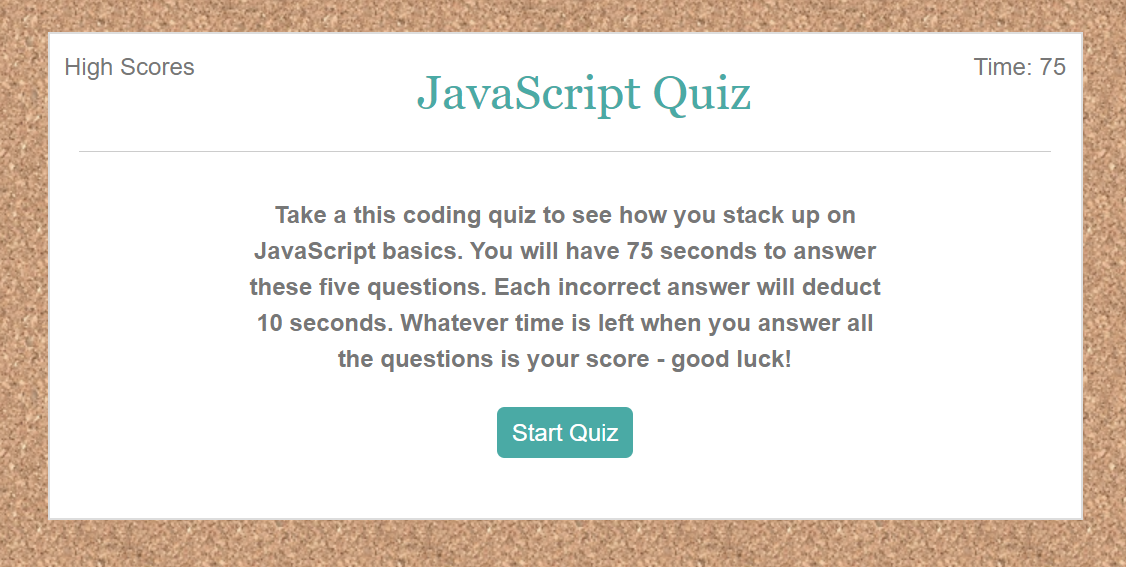 High Scores
JavaScript Quiz
Time: 75
Take a this coding quiz to see how you stack up on
JavaScript basics. You will have 75 seconds to answer
these five questions. Each incorrect answer will deduct
10 seconds. Whatever time is left when you answer all
the questions is your score - good luck!
Start Quiz